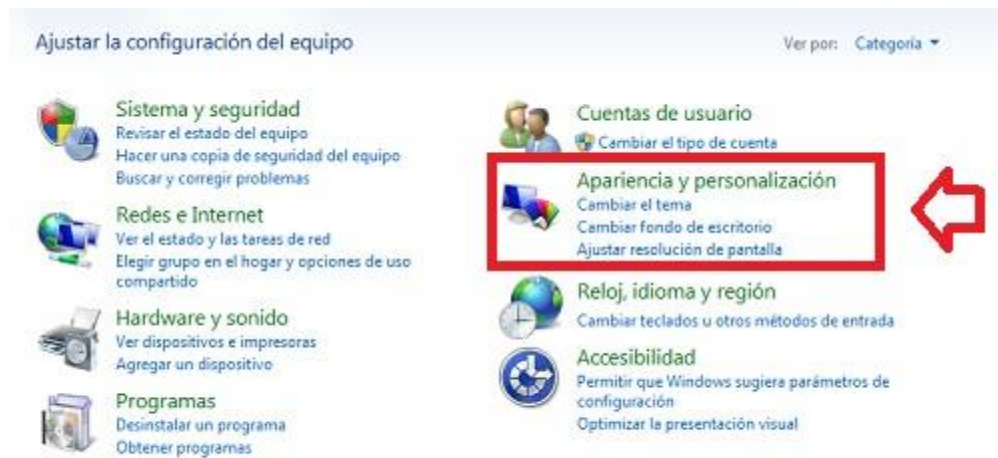 Ajustar la configuración del equipo
Ver por: Categoría
Sistema y seguridad
Revisar el estado del equipo
Hacer una copia de seguridad del equipo
Buscar y corregir problemas
Redes e Internet
Ver el estado y las tareas de red
Elegir grupo en el hogar y opciones de uso
compartido
Hardware y sonido
Ver dispositivos e impresoras
Agregar un dispositivo
Programas
Desinstalar un programa
Obtener programas
Cuentas de usuario
Cambiar el tipo de cuenta
Apariencia y personalización
Cambiar el tema
Cambiar fondo de escritorio
Ajustar resolución de pantalla
Reloj, idioma y región
Cambiar teclados u otros métodos de entrada
Accesibilidad
Permitir que Windows sugiera parámetros de
configuración
Optimizar la presentación visual